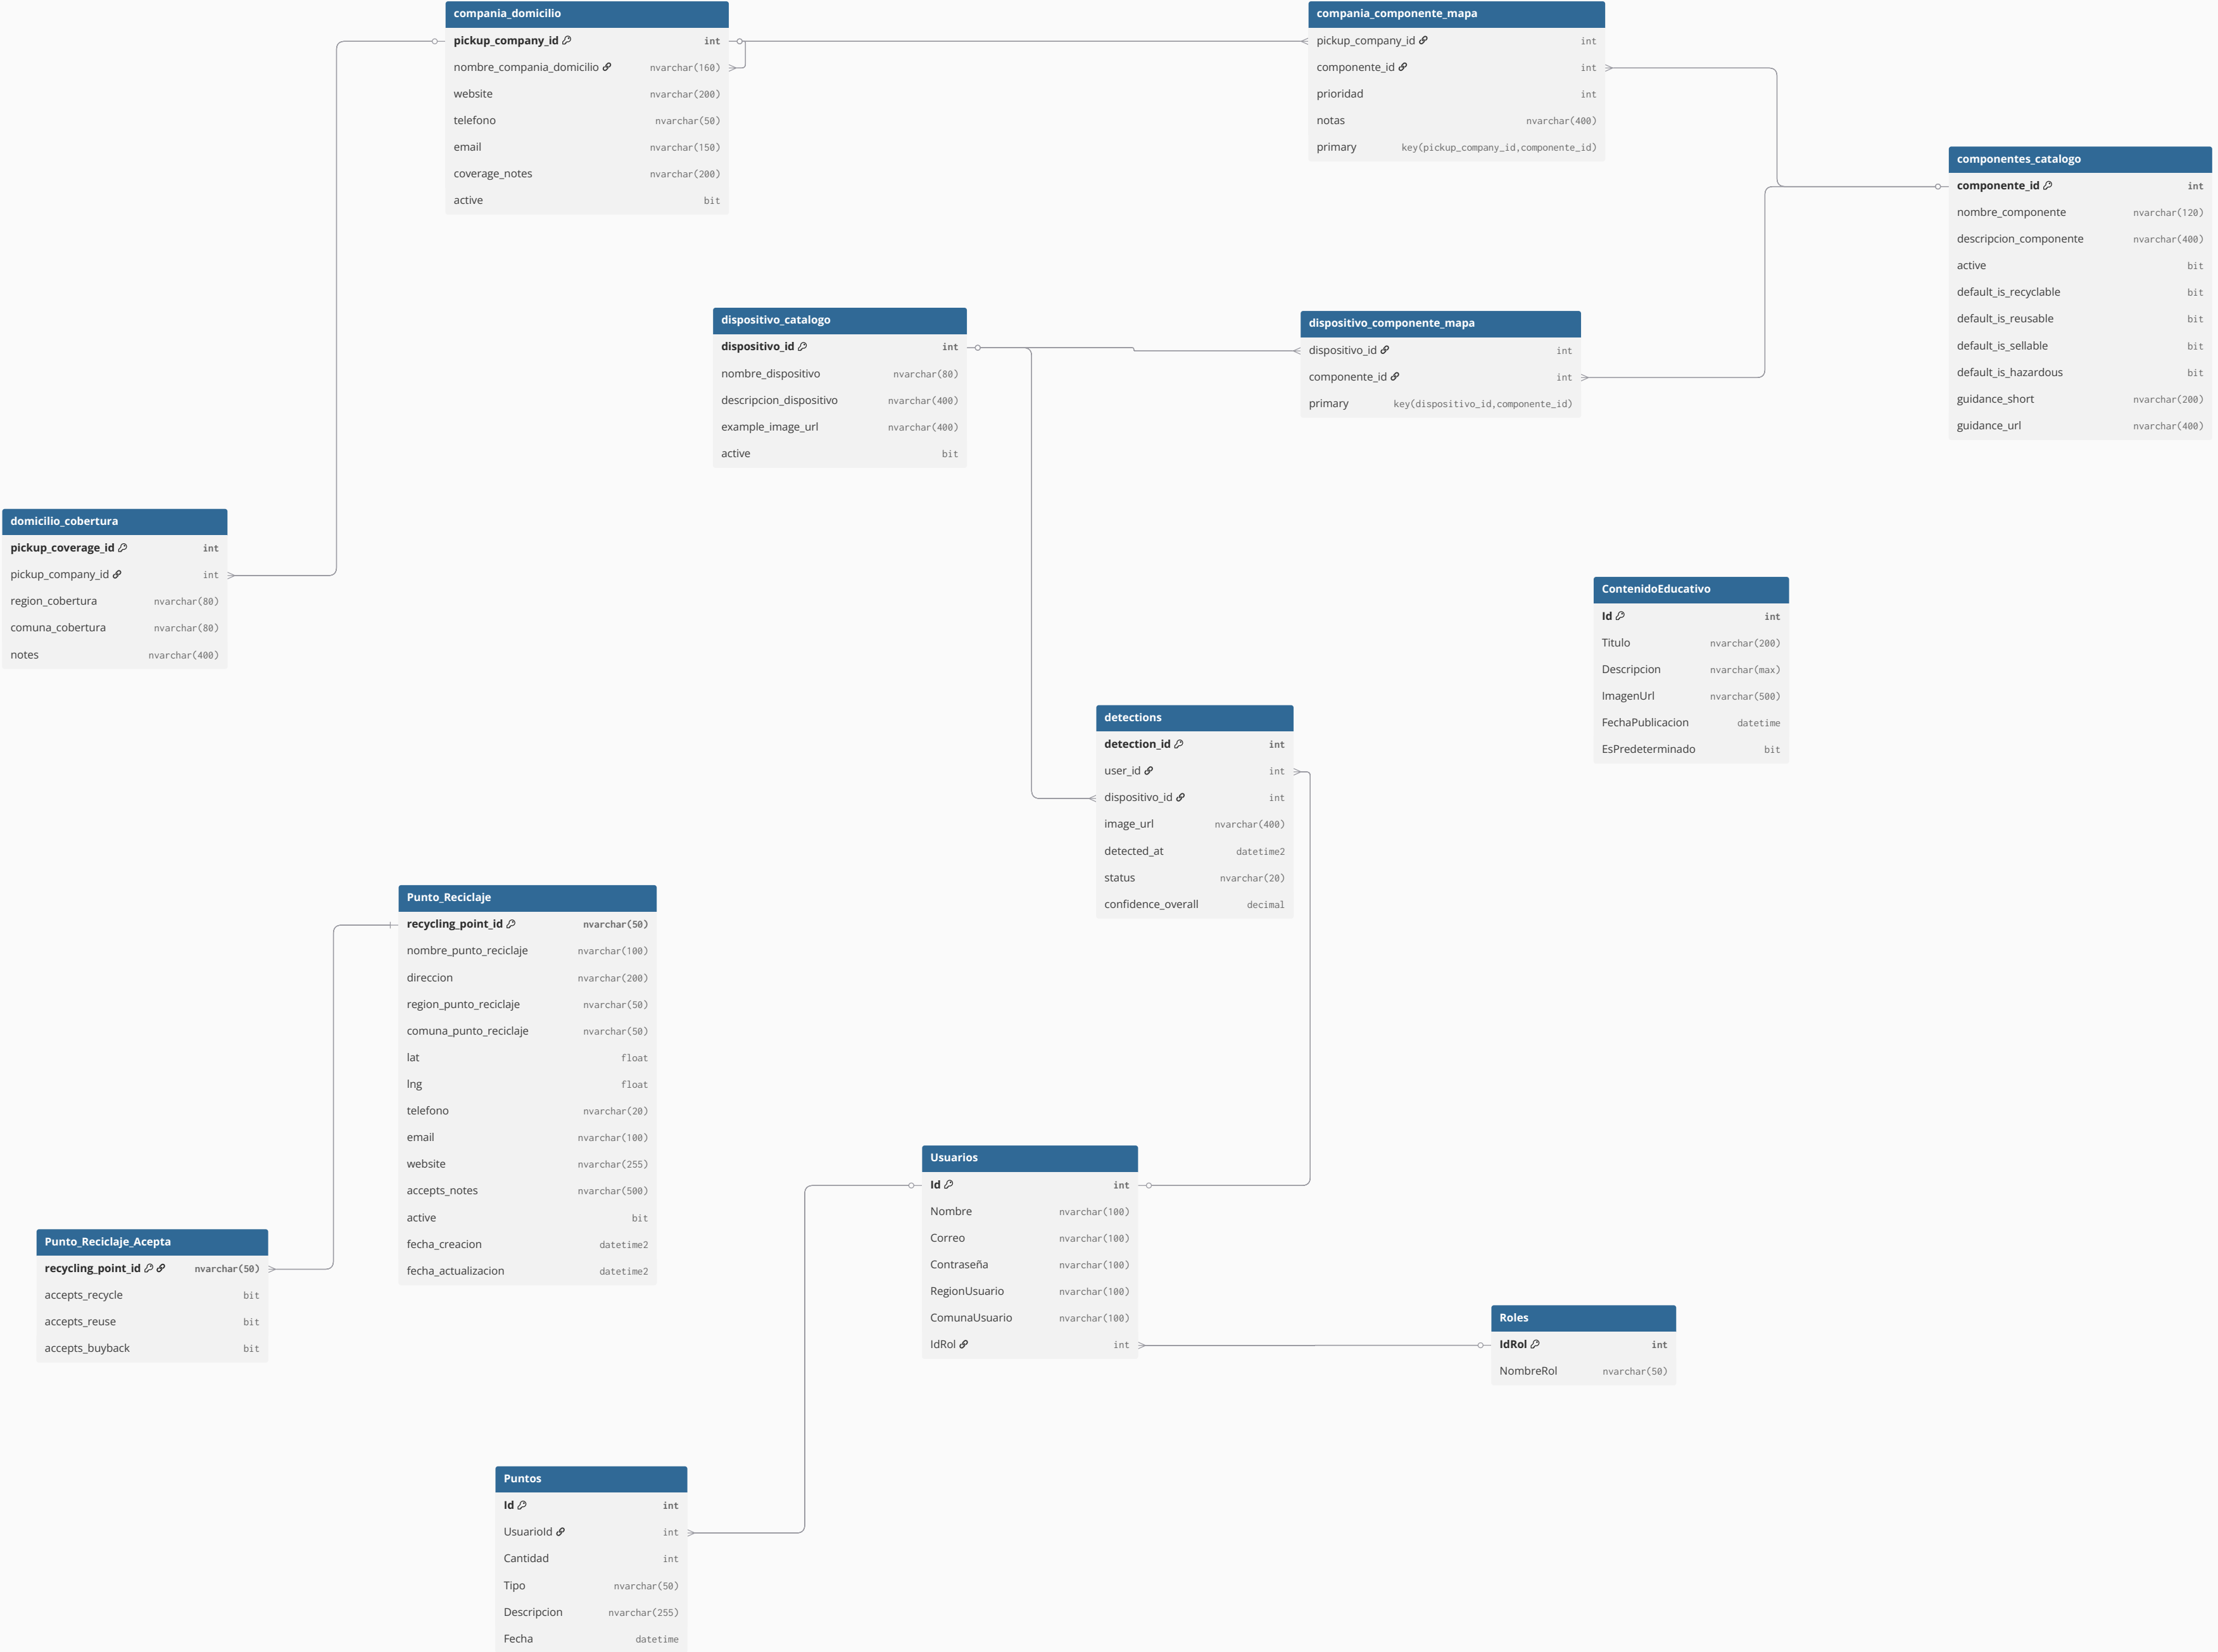 compania_domicilio
pickup_company_id int
nombre_compania_domicilio nvarchar(160)
website nvarchar(200)
telefono nvarchar(50)
email nvarchar(150)
coverage_notes nvarchar(200)
active bit
compania_componente_mapa
pickup_company_id int
componente_id int
prioridad int
notas nvarchar(400)
primary key(pickup_company_id,componente_id)
componentes_catalogo
componente_id int
nombre_componente nvarchar(120)
descripcion_componente nvarchar(400)
active bit
default_is_recyclable bit
default_is_reusable bit
default_is_sellable bit
default_is_hazardous bit
guidance_short nvarchar(200)
guidance_url nvarchar(400)
dispositivo_catalogo
dispositivo_id int
nombre_dispositivo nvarchar(80)
descripcion_dispositivo nvarchar(400)
example_image_url nvarchar(400)
active bit
dispositivo_componente_mapa
dispositivo_id int
componente_id int
primary key(dispositivo_id,componente_id)
domicilio_cobertura
pickup_coverage_id int
pickup_company_id int
region_cobertura nvarchar(80)
comuna_cobertura nvarchar(80)
notes nvarchar(400)
ContenidoEducativo
Id int
Titulo nvarchar(200)
Descripcion nvarchar(max)
ImagenUrl nvarchar(500)
FechaPublicacion datetime
EsPredeterminado bit
detections
detection_id int
user_id int
dispositivo_id int
image_url nvarchar(400)
detected_at datetime2
status nvarchar(20)
confidence_overall decimal
Punto_Reciclaje
recycling_point_id nvarchar(50)
nombre_punto_reciclaje nvarchar(100)
direccion nvarchar(200)
region_punto_reciclaje nvarchar(50)
comuna_punto_reciclaje nvarchar(50)
lat float
lng float
telefono nvarchar(20)
email nvarchar(100)
website nvarchar(255)
accepts_notes nvarchar(500)
active bit
fecha_creacion datetime2
fecha_actualizacion datetime2
Punto_Reciclaje_Acepta
recycling_point_id nvarchar(50)
accepts_recycle bit
accepts_reuse bit
accepts_buyback bit
Usuarios
Id int
Nombre nvarchar(100)
Correo nvarchar(100)
Contraseña nvarchar(100)
RegionUsuario nvarchar(100)
ComunaUsuario nvarchar(100)
IdRol int
Roles
IdRol int
NombreRol nvarchar(50)
Puntos
Id int
UsuarioId int
Cantidad int
Tipo nvarchar(50)
Descripcion nvarchar(255)
Fecha datetime